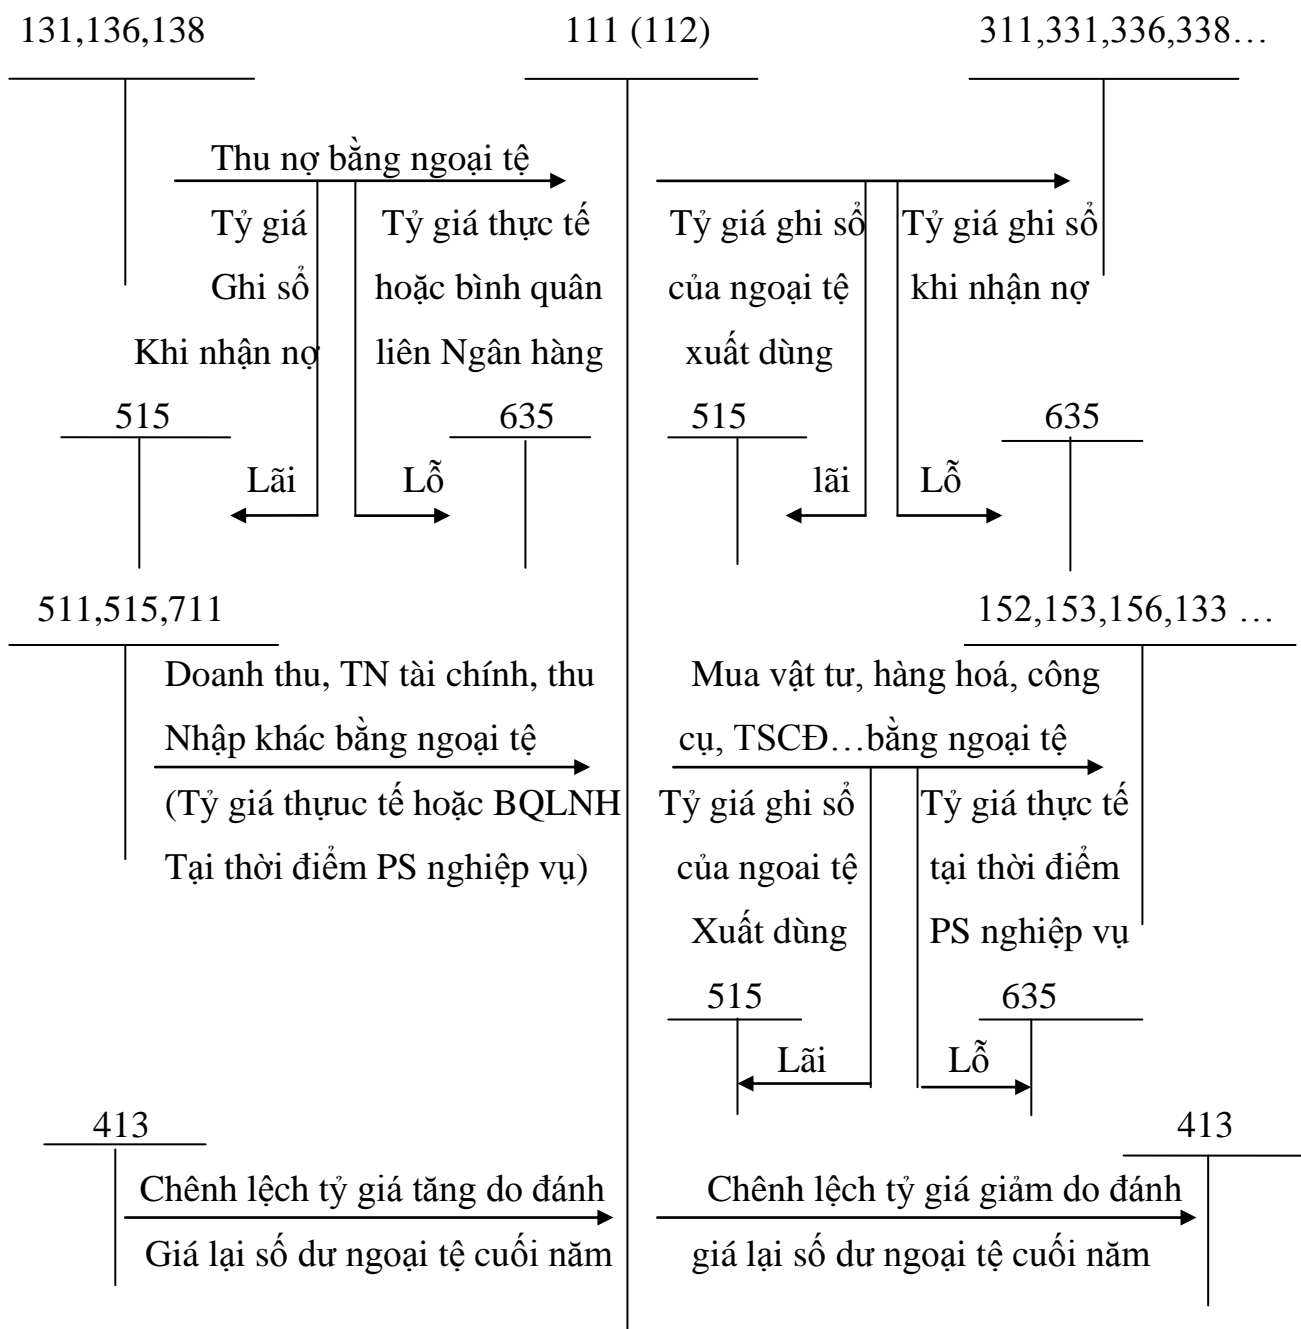 131,136,138
111 (112)
311,331,336,338…
Thu nợ bằng ngoại tệ
Tỷ giá
Ghi sổ
Khi nhận nợ
Tỷ giá thực tế
hoặc bình quân
liên Ngân hàng
Tỷ giá ghi sổ
của ngoại tệ
xuất dùng
Tỷ giá ghi sổ
khi nhận nợ
515
635
515
635
Lãi
Lỗ
lãi
Lỗ
511,515,711
152,153,156,133 …
Doanh thu, TN tài chính, thu
Nhập khác bằng ngoại tệ
(Tỷ giá thựuc tế hoặc BQLNH
Tại thời điểm PS nghiệp vụ)
Mua vật tư, hàng hoá, công
cụ, TSCĐ…bằng ngoại tệ
Tỷ giá ghi sổ
của ngoai tệ
Xuất dùng
Tỷ giá thực tế
tại thời điểm
PS nghiệp vụ
515
635
Lãi
Lỗ
413
413
Chênh lệch tỷ giá tăng do đánh
Giá lại số dư ngoại tệ cuối năm
Chênh lệch tỷ giá giảm do đánh
giá lại số dư ngoại tệ cuối năm